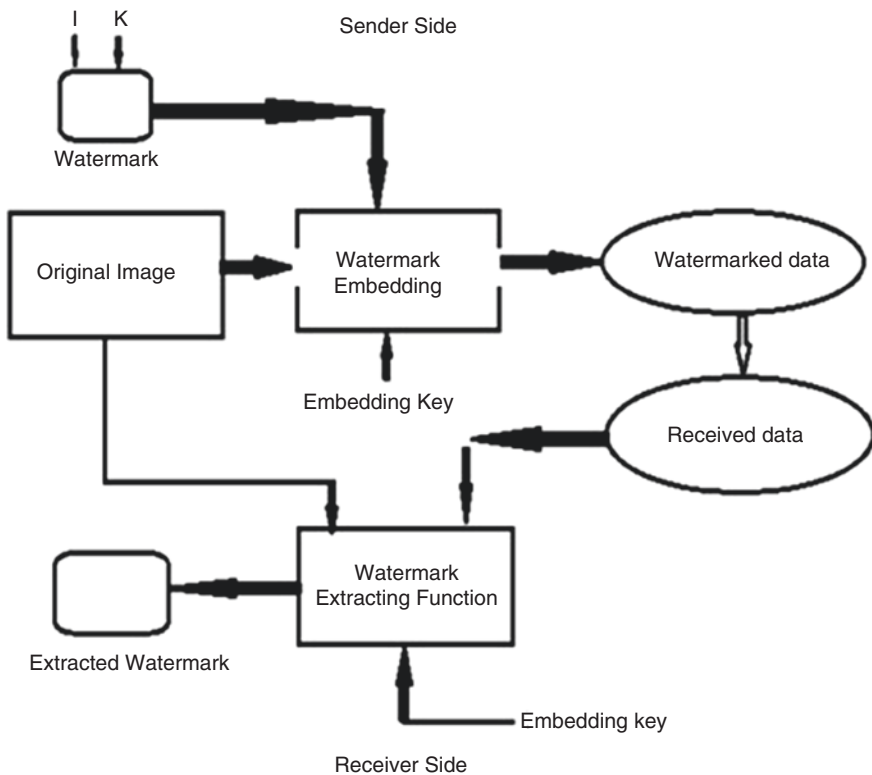 I K
Sender Side
Watermark
Original Image
Watermark
Embedding
Watermarked data
Embedding Key
Received data
Watermark
Extracting Function
Extracted Watermark
Embedding key
Receiver Side